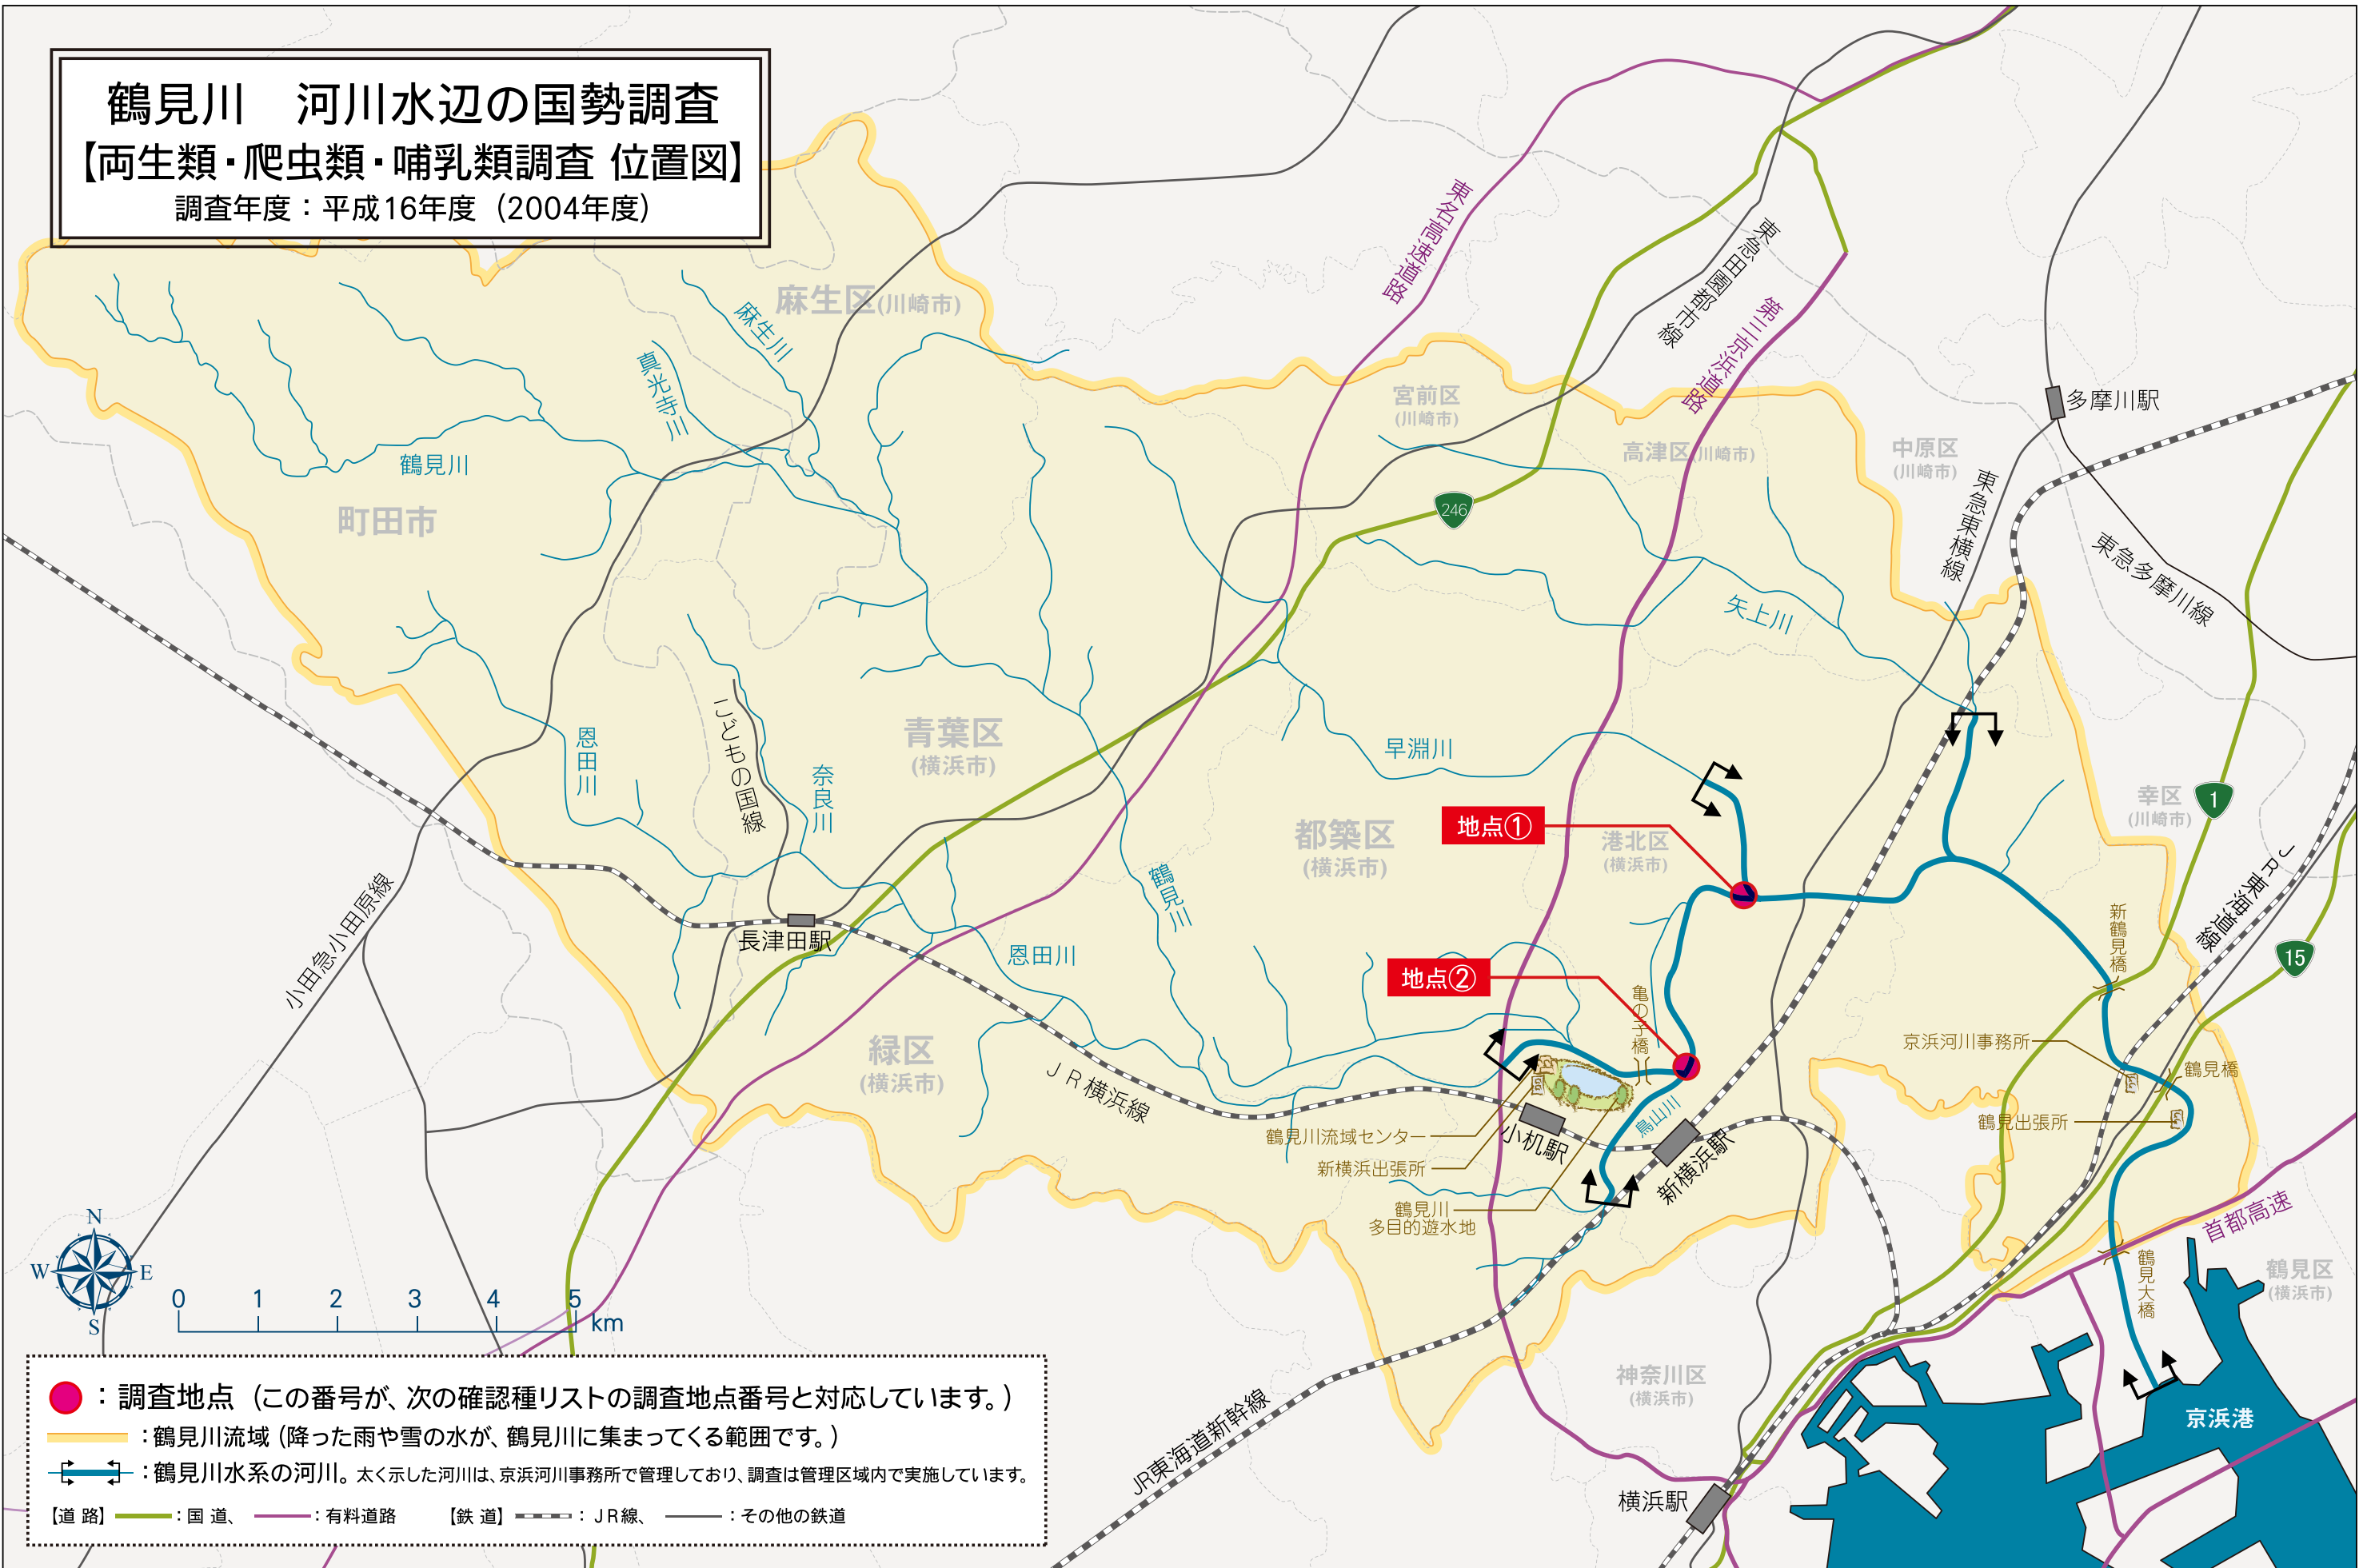 鶴見川　河川水辺の国勢調査
【両生類・爬虫類・哺乳類調査 位置図】
調査年度：平成16年度（2004年度）
麻生区(川崎市)
麻生川
真光寺川
鶴見川
町田市
東名高速道路
東急田園都市線
第三京浜道路
宮前区
(川崎市)
高津区(川崎市)
中原区
(川崎市)
多摩川駅
東急東横線
東急多摩川線
246
矢上川
恩田川
こどもの国線
奈良川
青葉区
(横浜市)
早淵川
地点①
都築区
(横浜市)
港北区
(横浜市)
幸区
(川崎市)
1
JR東海道線
15
小田急小田原線
長津田駅
鶴見川
恩田川
地点②
亀の子橋
新鶴見橋
京浜河川事務所
鶴見橋
鶴見出張所
緑区
(横浜市)
ＪＲ横浜線
鶴見川流域センター
小机駅
鳥山川
新横浜駅
新横浜出張所
鶴見川
多目的遊水地
首都高速
鶴見大橋
鶴見区
(横浜市)
神奈川区
(横浜市)
京浜港
JR東海道新幹線
横浜駅
N
W
E
S
0 1 2 3 4 5
km
：調査地点（この番号が、次の確認種リストの調査地点番号と対応しています。）
：鶴見川流域（降った雨や雪の水が、鶴見川に集まってくる範囲です。）
：鶴見川水系の河川。太く示した河川は、京浜河川事務所で管理しており、調査は管理区域内で実施しています。
【道 路】 ：国 道、 ：有料道路 【鉄 道】 ：ＪＲ線、 ：その他の鉄道